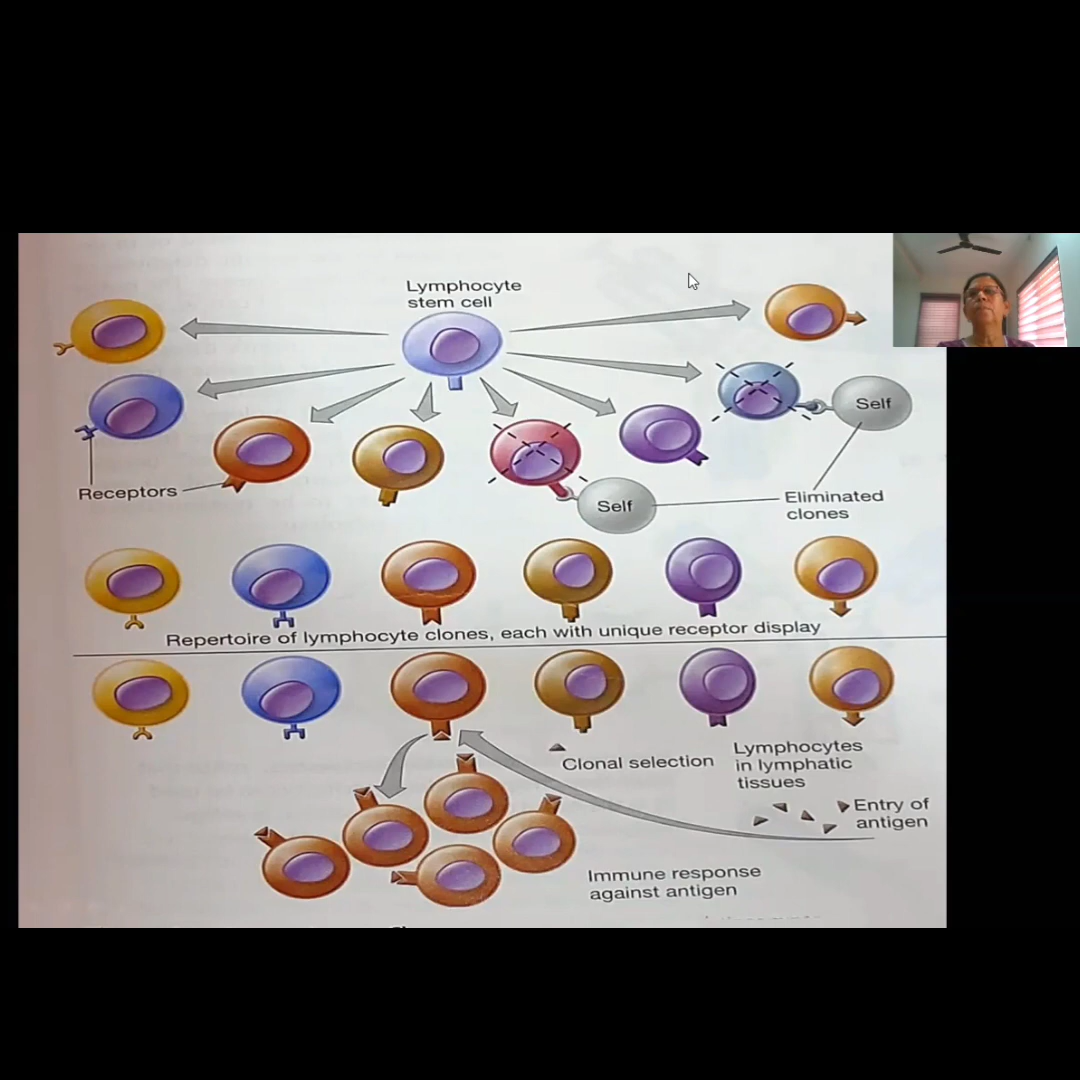 Lymphocyte
stem cell
Self
Receptors
Self
Eliminated
clones
Repertoire of lymphocyte clones, each with unique receptor display
Clonal selection
Lymphocytes
in lymphatic
tissues
Entry of
antigen
Immune response
against antigen